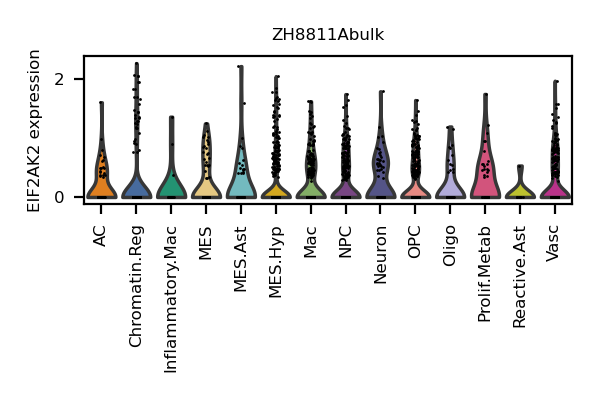 ZH8811Abulk
EIF2AK2 expression
2
0
AC
Chromatin.Reg
Inflammatory.Mac
MES
MES.Ast
MES.Hyp
Mac
NPC
Neuron
OPC
Oligo
Prolif.Metab
Reactive.Ast
Vasc